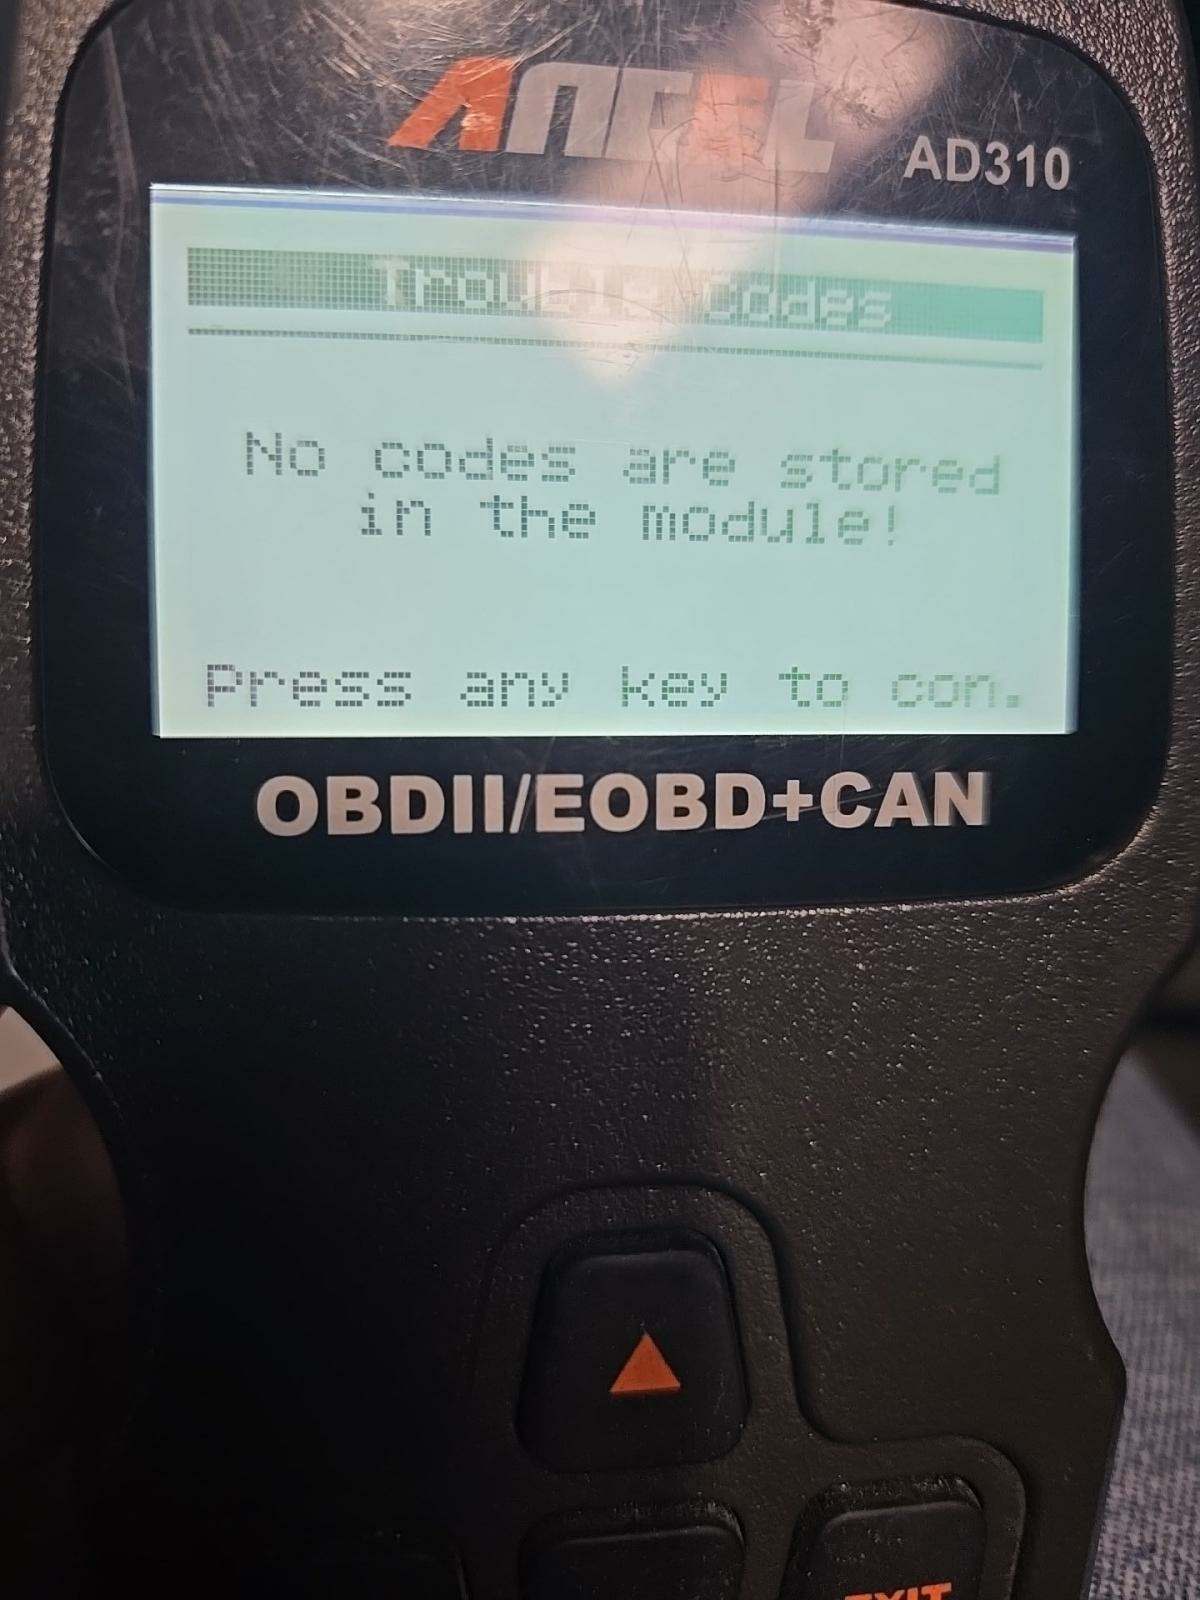 ANCEL
AD310
Trouble Codes
No codes are stored
in the module!
Press any key to con.
OBDII/EOBD+CAN
EXIT